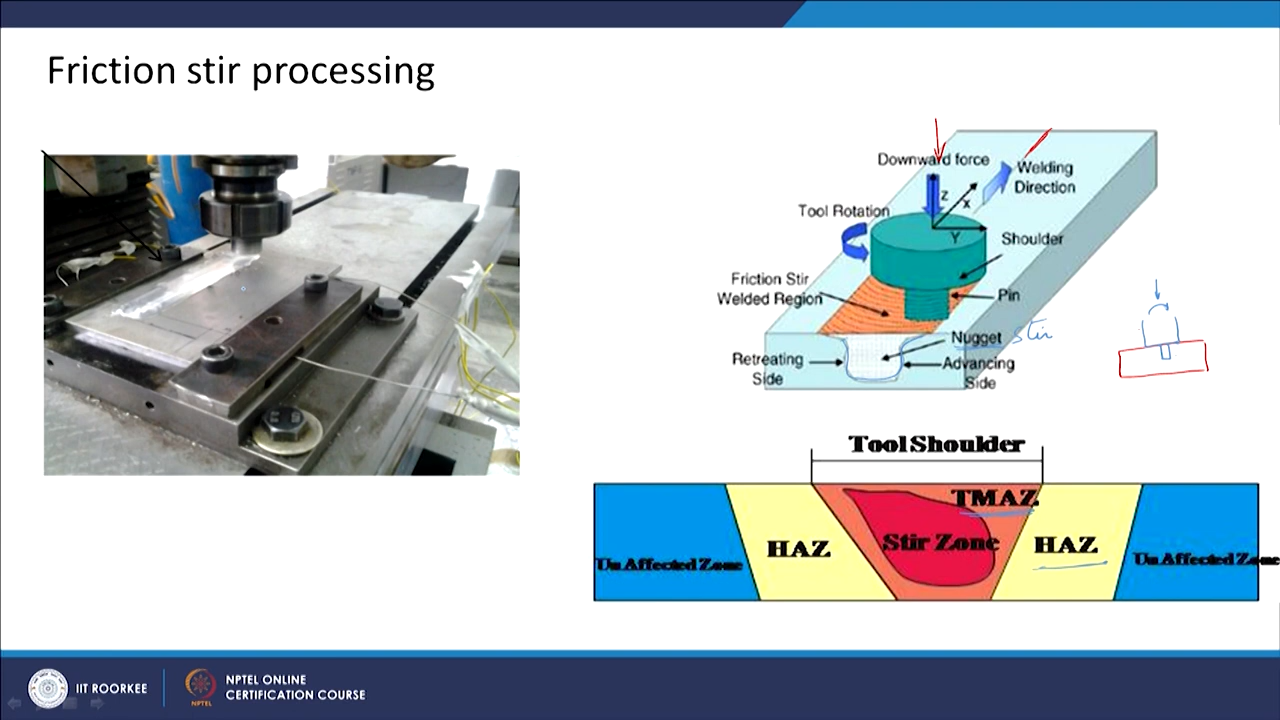 Friction stir processing
Downward force
Welding
Direction
Z
X
Tool Rotation
Y
Shoulder
Friction Stir
Welded Region
Pin
Nugget stir
Retreating
Side
Advancing
Side
Tool Shoulder
TMAZ
Un Affected Zone
HAZ
Stir Zone
HAZ
Un Affected Zone
IIT ROORKEE
NPTEL
NPTEL ONLINE
CERTIFICATION COURSE